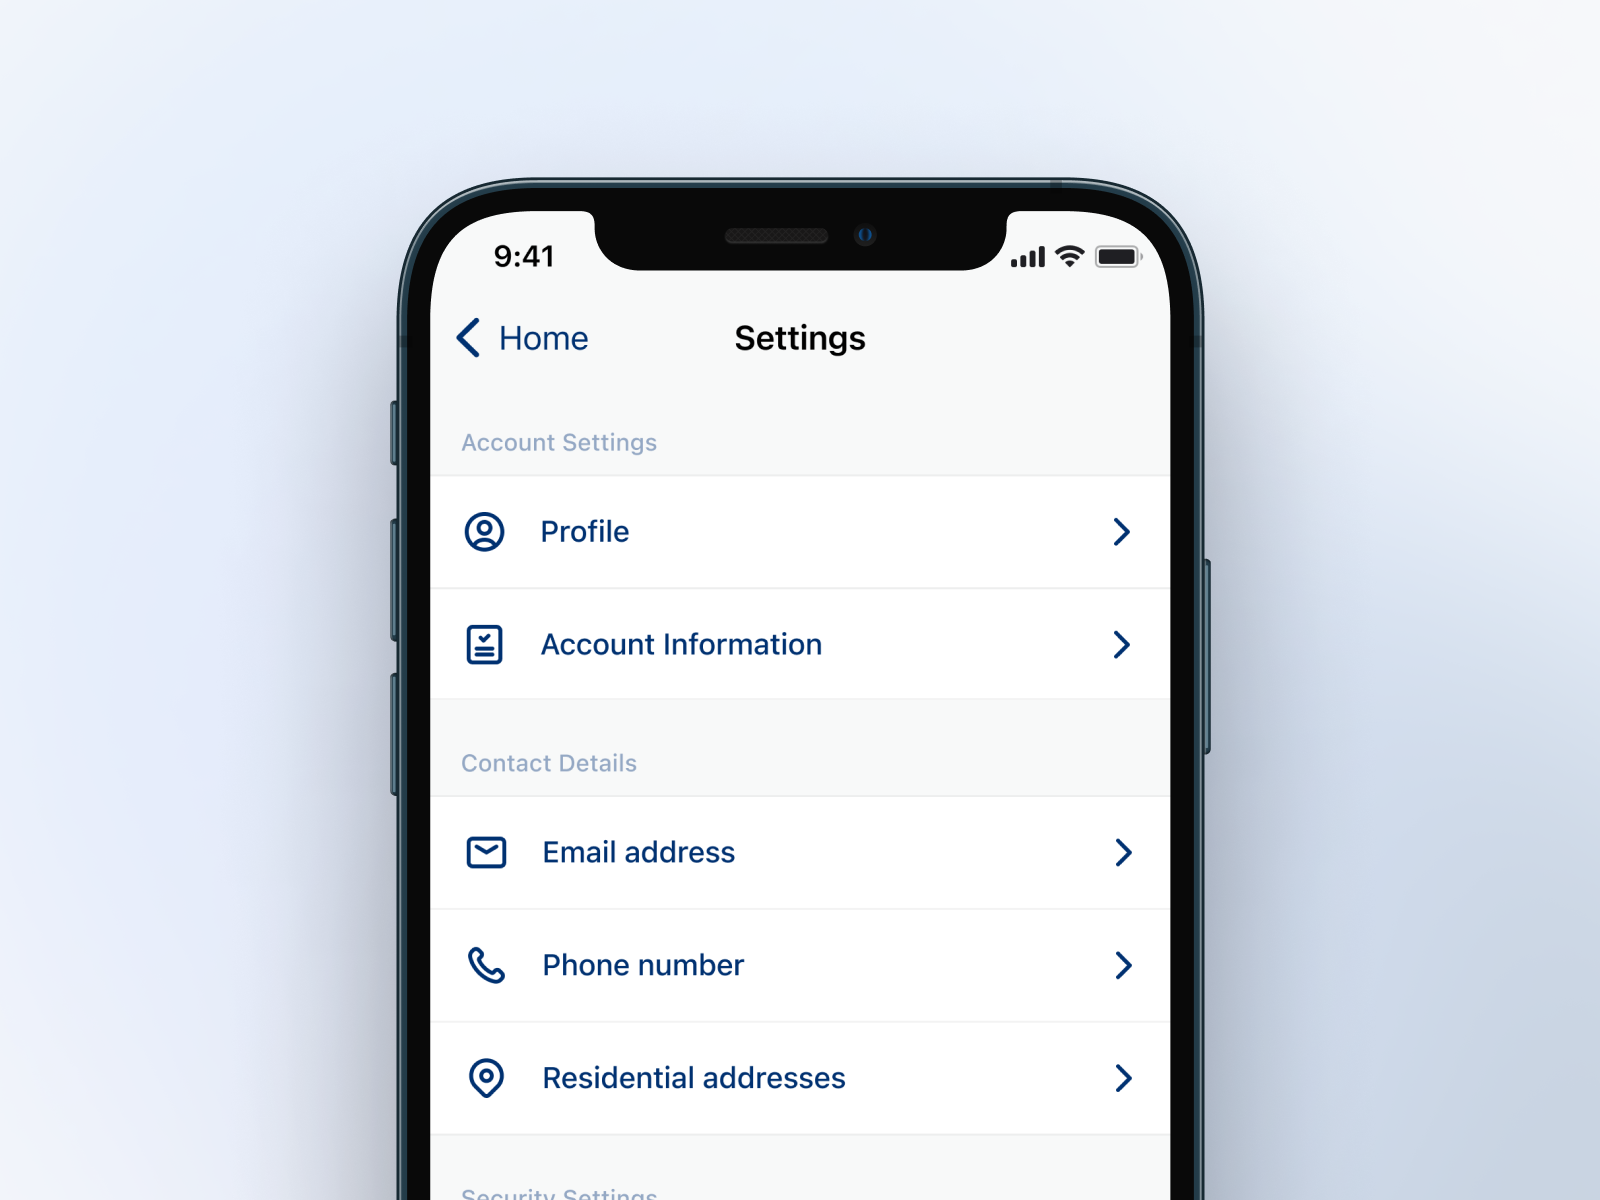 9:41
Home
Settings
Account Settings
Profile
Account Information
Contact Details
Email address
Phone number
Residential addresses
Security Settings